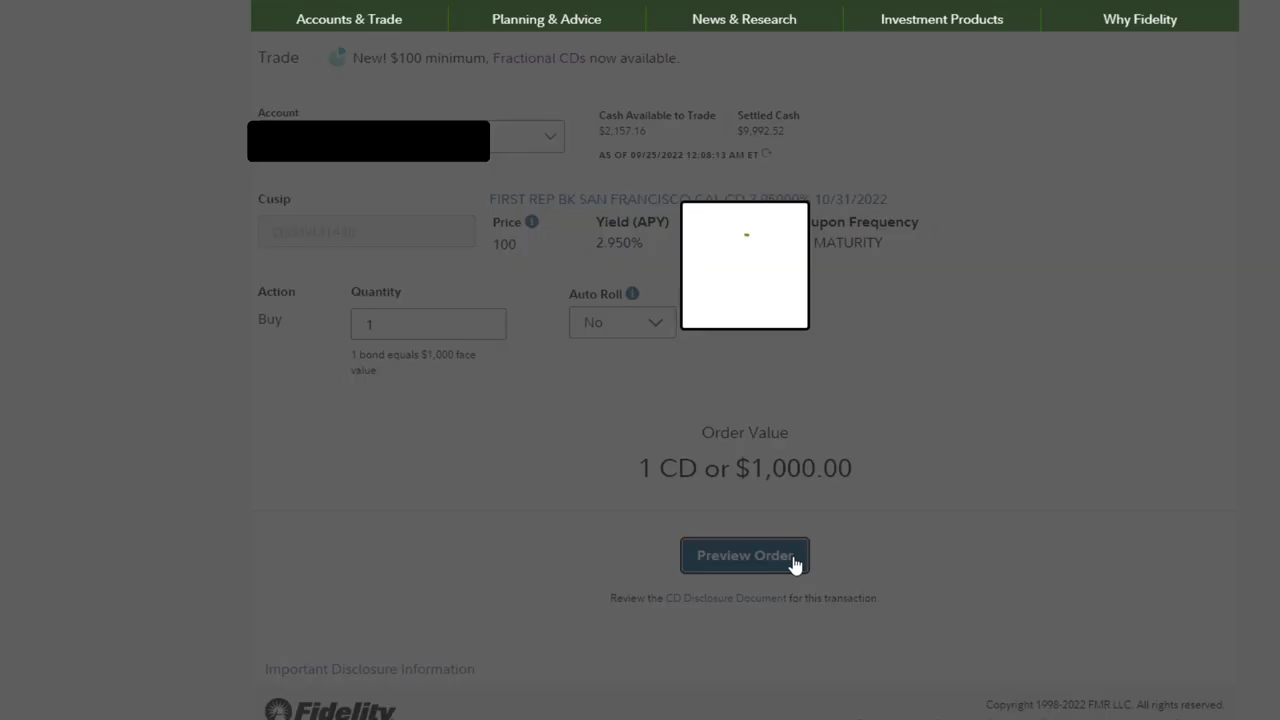 Accounts & Trade Planning & Advice News & Research Investment Products Why Fidelity
Trade New! $100 minimum, Fractional CDs now available.
Account
Cash Available to Trade Settled Cash
$2,157.16 $9,992.52
AS OF 09/25/2022 12:08:13 AM ET
Cusip FIRST REP BK SAN FRANCISCO CAL CD 2.95000% 10/31/2022
Price Yield (APY) upon Frequency
100 2.950% MATURITY
Action Quantity Auto Roll
Buy 1 No
1 bond equals $1,000 face
value.
Order Value
1 CD or $1,000.00
Preview Order
Review the CD Disclosure Document for this transaction
Important Disclosure Information
Fidelity
Copyright 1998-2022 FMR LLC. All rights reserved.